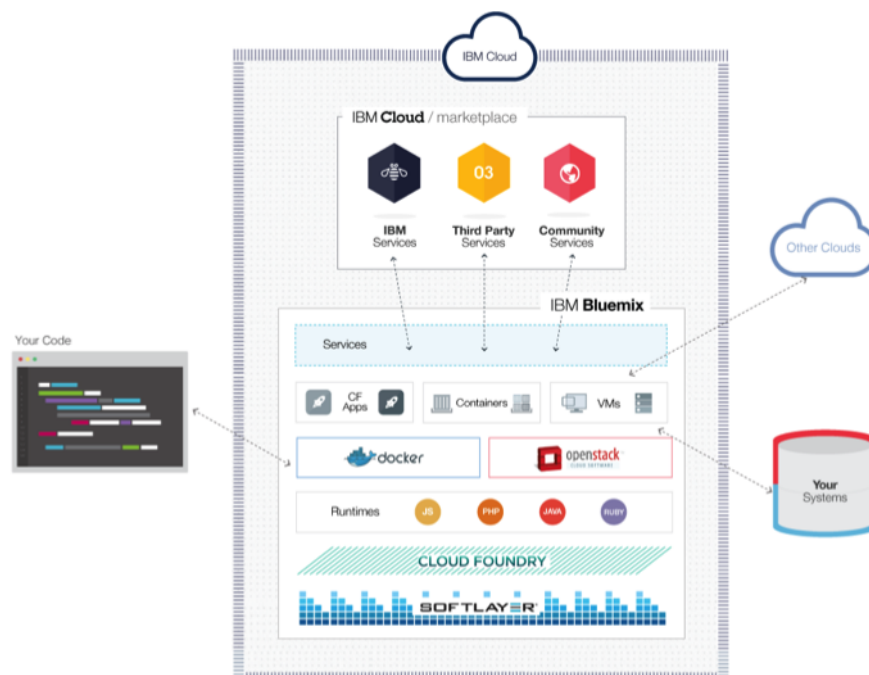 IBM Cloud
IBM Cloud / marketplace
03
IBM
Services
Third Party
Services
Community
Services
Other Clouds
IBM Bluemix
Your Code
Services
CF
Apps
Containers
VMs
docker
openstack
CLOUD SOFTWARE
Your
Systems
Runtimes
JS
PHP
JAVA
RUBY
CLOUD FOUNDRY
SOFTLAYER